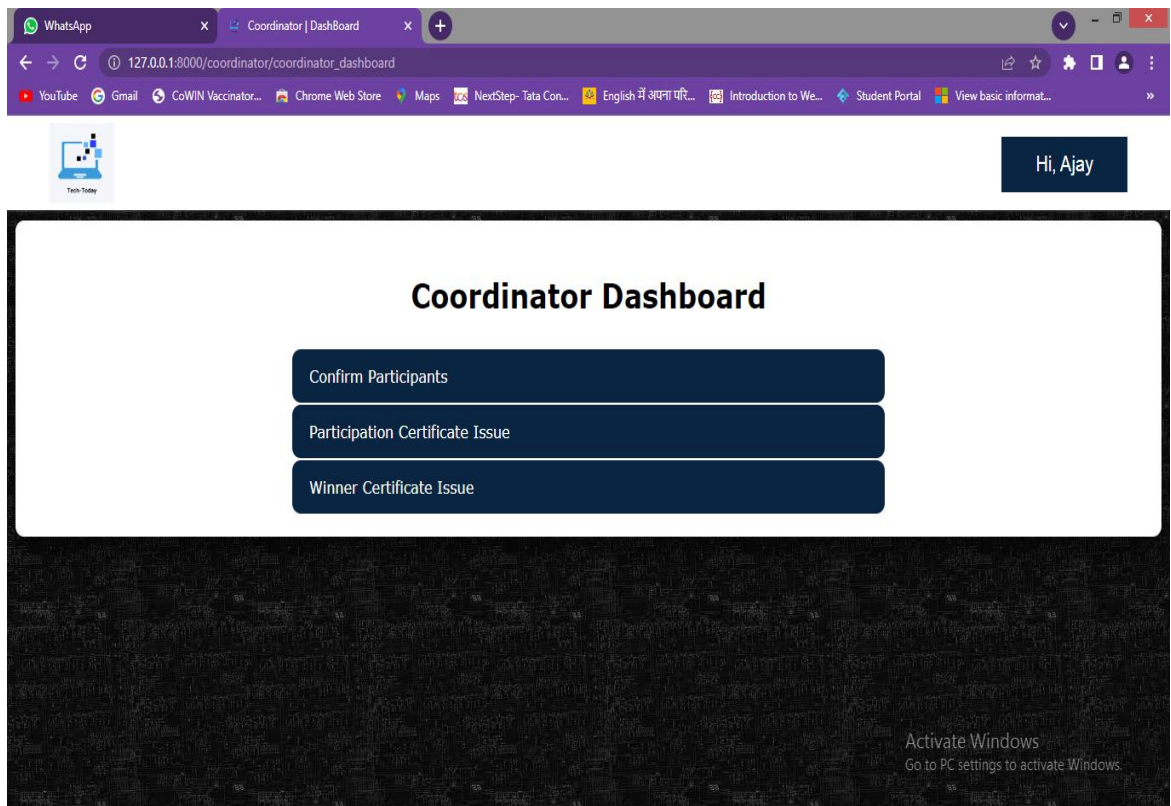 WhatsApp
Coordinator | DashBoard
127.0.0.1:8000/coordinator/coordinator_dashboard
YouTube Gmail CoWIN Vaccinator... Chrome Web Store Maps NextStep- Tata Con... English में अपना परि... Introduction to We... Student Portal View basic informat... »
Tech-Today
Hi, Ajay
Coordinator Dashboard
Confirm Participants
Participation Certificate Issue
Winner Certificate Issue
Activate Windows
Go to PC settings to activate Windows.